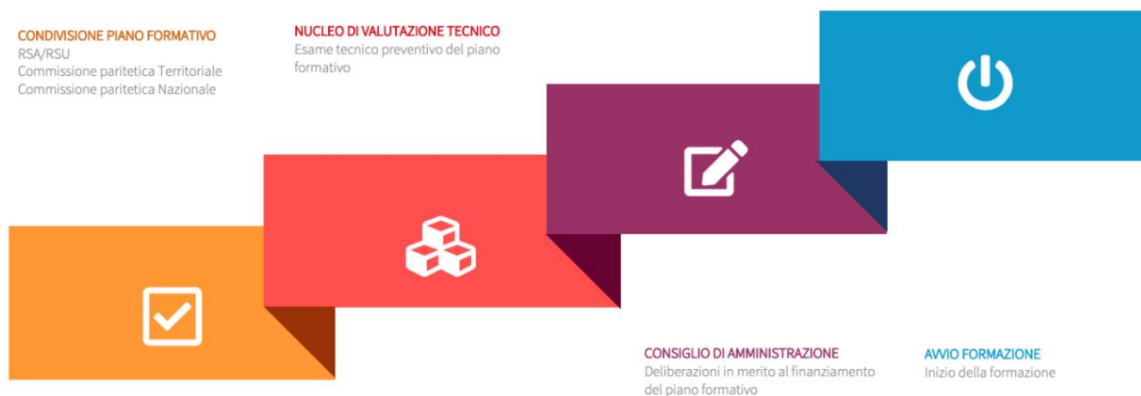 CONDIVISIONE PIANO FORMATIVO
RSA/RSU
Commissione paritetica Territoriale
Commissione paritetica Nazionale
NUCLEO DI VALUTAZIONE TECNICO
Esame tecnico preventivo del piano
formativo
CONSIGLIO DI AMMINISTRAZIONE
Deliberazioni in merito al finanziamento
del piano formativo
AVVIO FORMAZIONE
Inizio della formazione